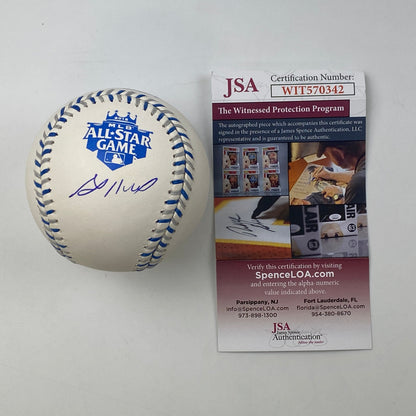 MLB
ALL-STAR
GAME
JSA
Certification Number:
WIT570342
The Witnessed Protection Program
The autographed piece which accompanies this certificate was
signed in the presence of a James Spence Authentication, LLC
representative and is guaranteed to be authentic.
Verify this certification by visiting
SpenceLOA.com
and entering the alpha-numeric
value indicated above.
Parsippany, NJ
info@SpenceLOA.com
973-898-1300
Fort Lauderdale, FL
florida@SpenceLOA.com
954-380-8670
JSA
James Spence
Authentication